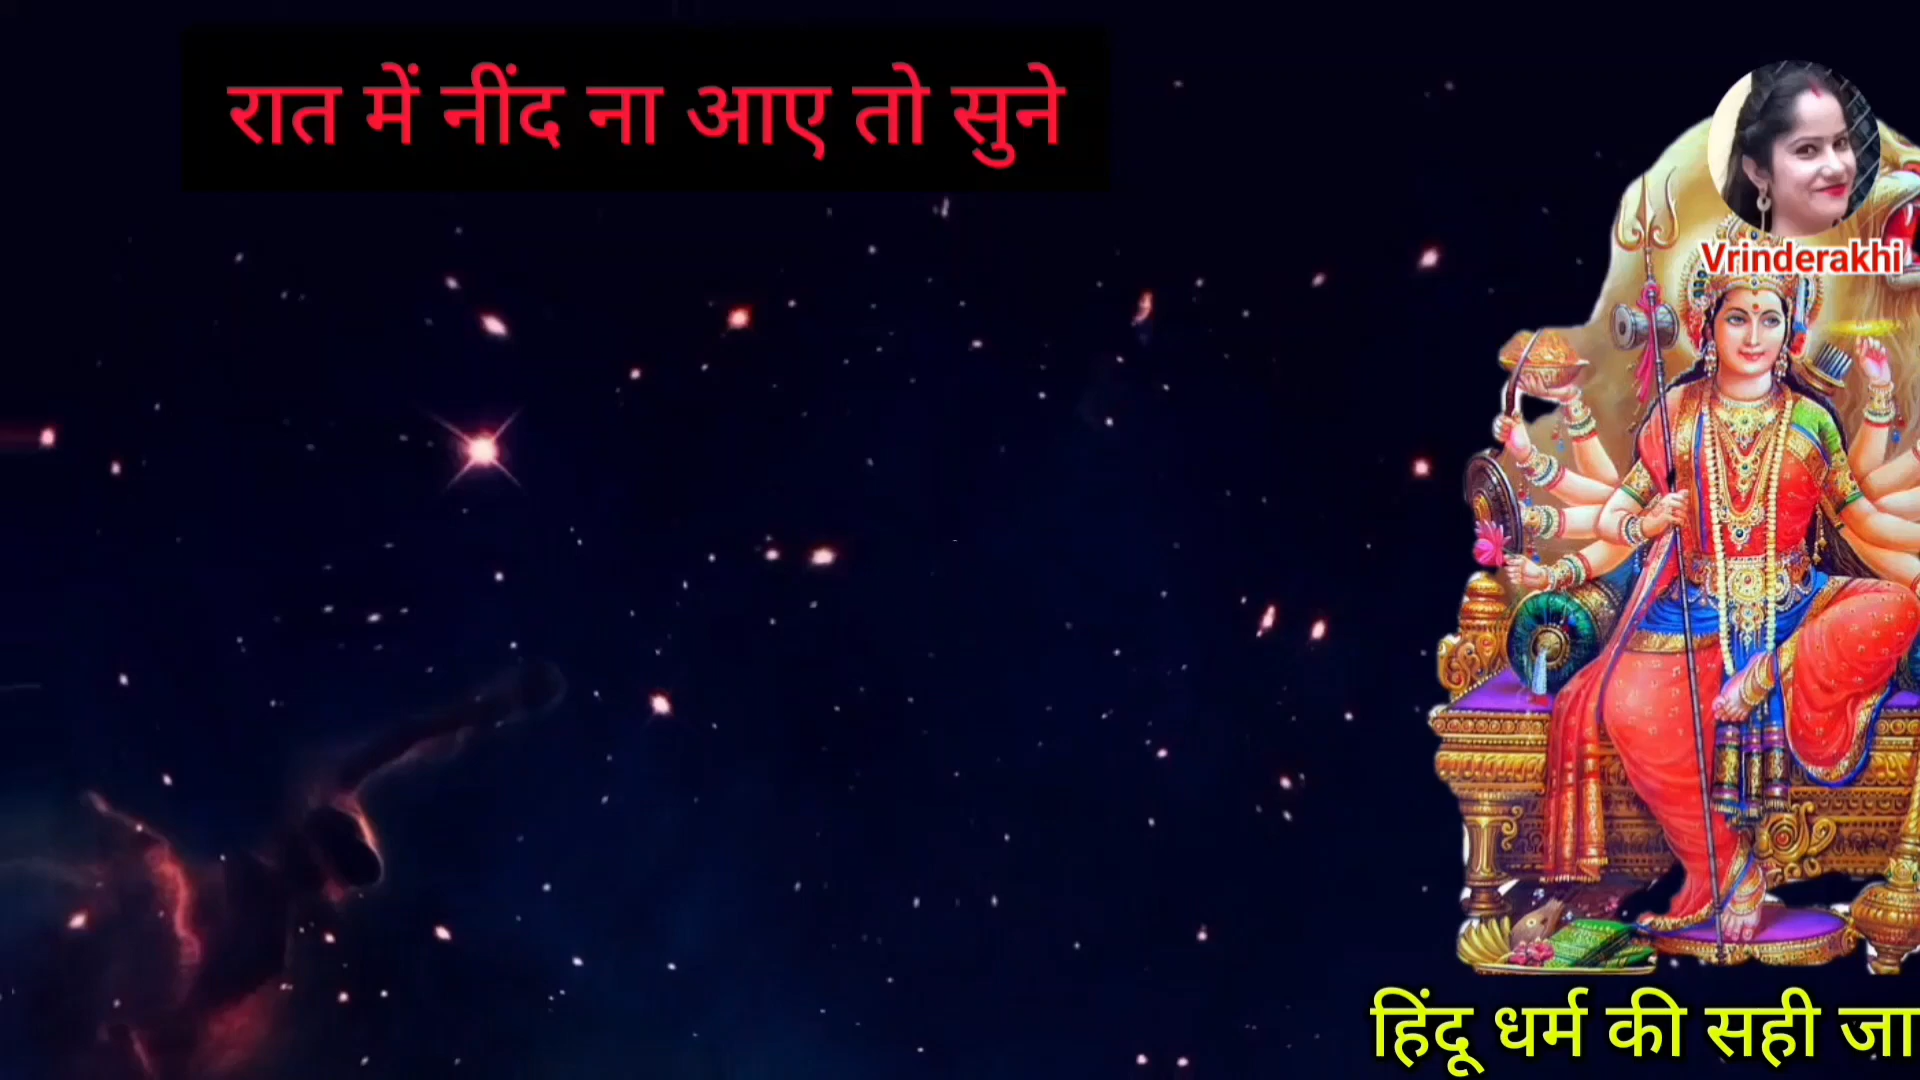 रात में नींद ना आए तो सुने
Vrinderakhi
हिंदू धर्म की सही जा